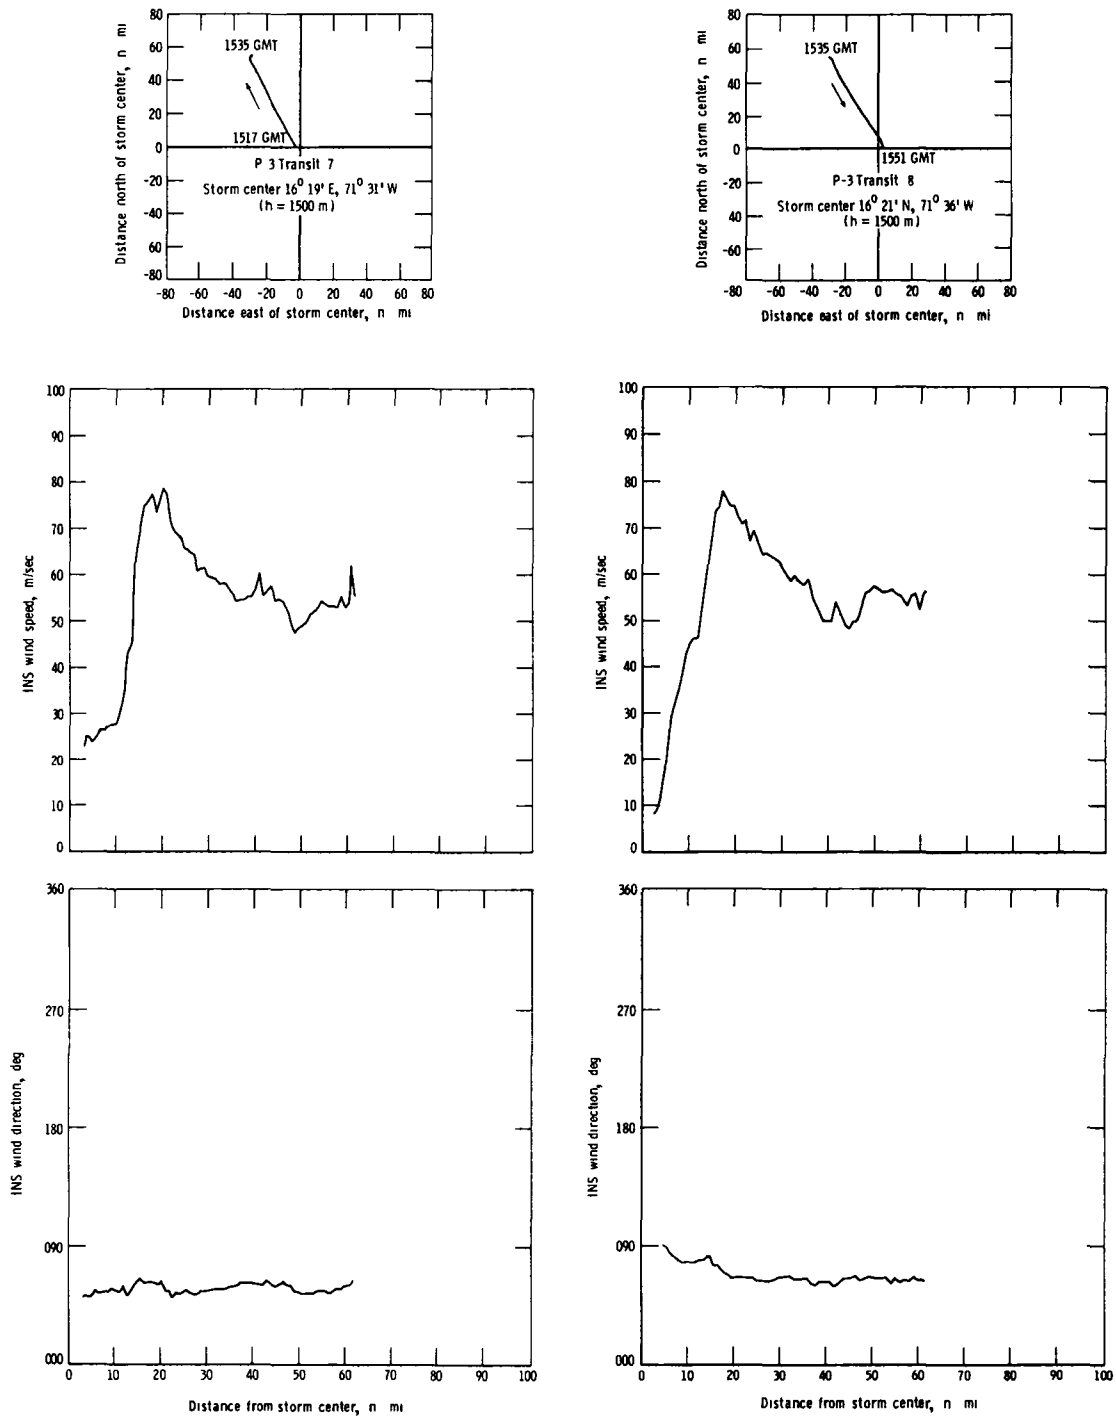 80
60
40
20
0
-20
-40
60
-80
Distance north of storm center, n mi
1535 GMT
1517 GMT
P 3 Transit 7
Storm center 16° 19' E, 71° 31' W
(h = 1500 m)
-80 -60 -40 -20 0 20 40 60 80
Distance east of storm center, n mi
80
60
40
20
0
-20
-40
60
-80
Distance north of storm center, n mi
1535 GMT
1551 GMT
P-3 Transit 8
Storm center 16° 21' N, 71° 36' W
(h = 1500 m)
-80 -60 -40 -20 0 20 40 60 80
Distance east of storm center, n mi
100
90
80
70
60
50
40
30
20
10
0
INS wind speed, m/sec
100
90
80
70
60
50
40
30
20
10
0
INS wind speed, m/sec
360
270
180
090
000
INS wind direction, deg
0 10 20 30 40 50 60 70 80 90 100
Distance from storm center, n mi
360
270
180
090
000
INS wind direction, deg
0 10 20 30 40 50 60 70 80 90 100
Distance from storm center, n mi